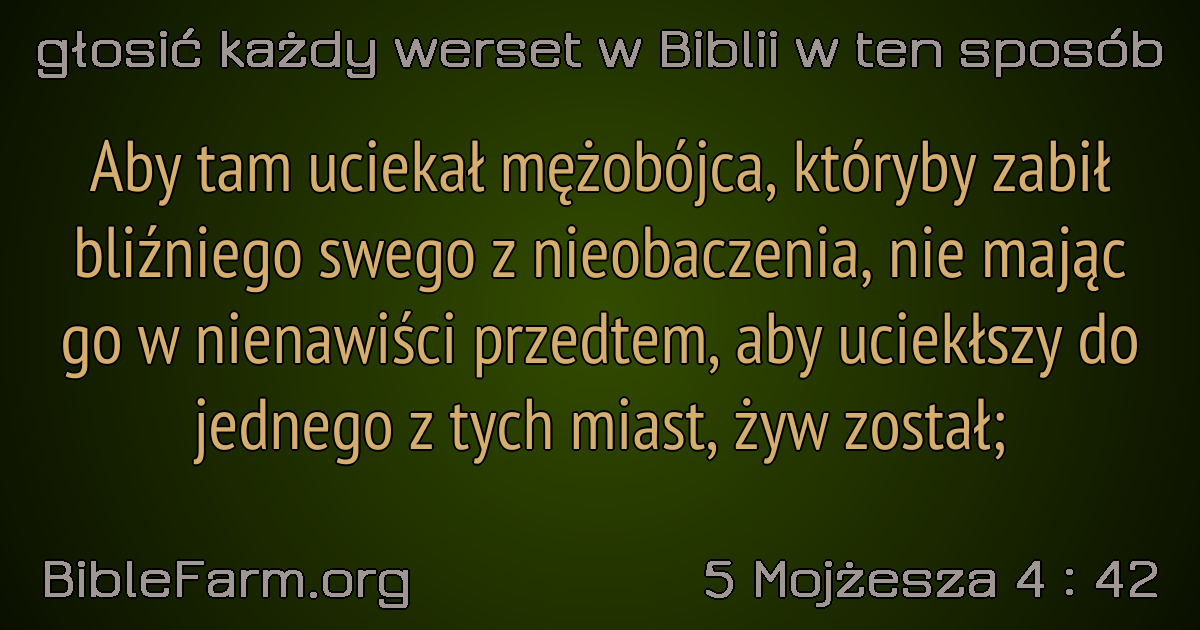 głosić każdy werset w Biblii w ten sposób
Aby tam uciekał mężobójca, któryby zabił
bliźniego swego z nieobaczenia, nie mając
go w nienawiści przedtem, aby uciekłszy do
jednego z tych miast, żyw został;
BibleFarm.org
5 Mojżesza 4 : 42